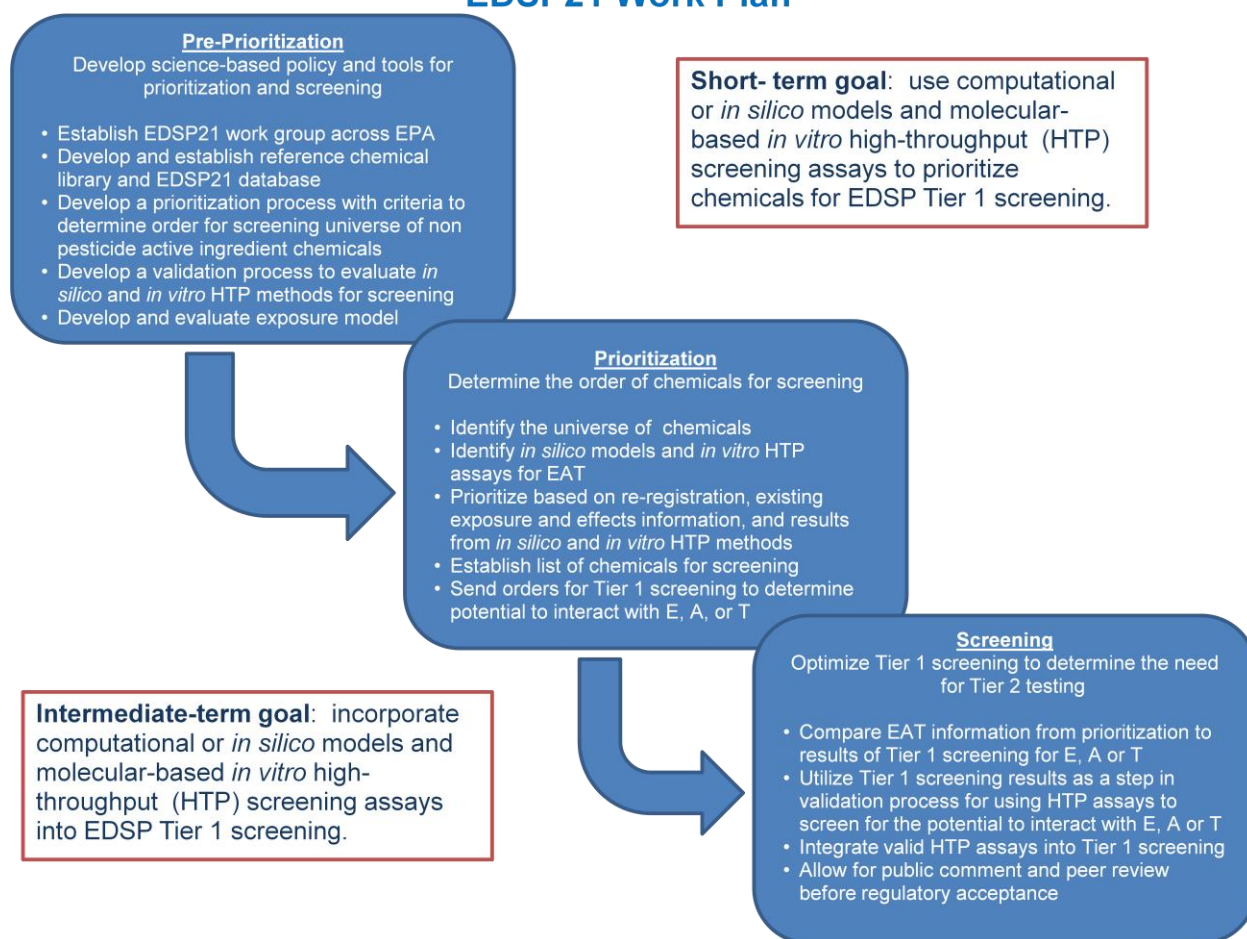 EDSP21 Work Plan
Pre-Prioritization
Develop science-based policy and tools for
prioritization and screening
• Establish EDSP21 work group across EPA
• Develop and establish reference chemical
library and EDSP21 database
• Develop a prioritization process with criteria to
determine order for screening universe of non
pesticide active ingredient chemicals
• Develop a validation process to evaluate in
silico and in vitro HTP methods for screening
• Develop and evaluate exposure model
Short- term goal: use computational
or in silico models and molecular-
based in vitro high-throughput (HTP)
screening assays to prioritize
chemicals for EDSP Tier 1 screening.
Prioritization
Determine the order of chemicals for screening
• Identify the universe of chemicals
• Identify in silico models and in vitro HTP
assays for EAT
• Prioritize based on re-registration, existing
exposure and effects information, and results
from in silico and in vitro HTP methods
• Establish list of chemicals for screening
• Send orders for Tier 1 screening to determine
potential to interact with E, A, or T
Intermediate-term goal: incorporate
computational or in silico models and
molecular-based in vitro high-
throughput (HTP) screening assays
into EDSP Tier 1 screening.
Screening
Optimize Tier 1 screening to determine the need
for Tier 2 testing
• Compare EAT information from prioritization to
results of Tier 1 screening for E, A or T
• Utilize Tier 1 screening results as a step in
validation process for using HTP assays to
screen for the potential to interact with E, A or T
• Integrate valid HTP assays into Tier 1 screening
• Allow for public comment and peer review
before regulatory acceptance